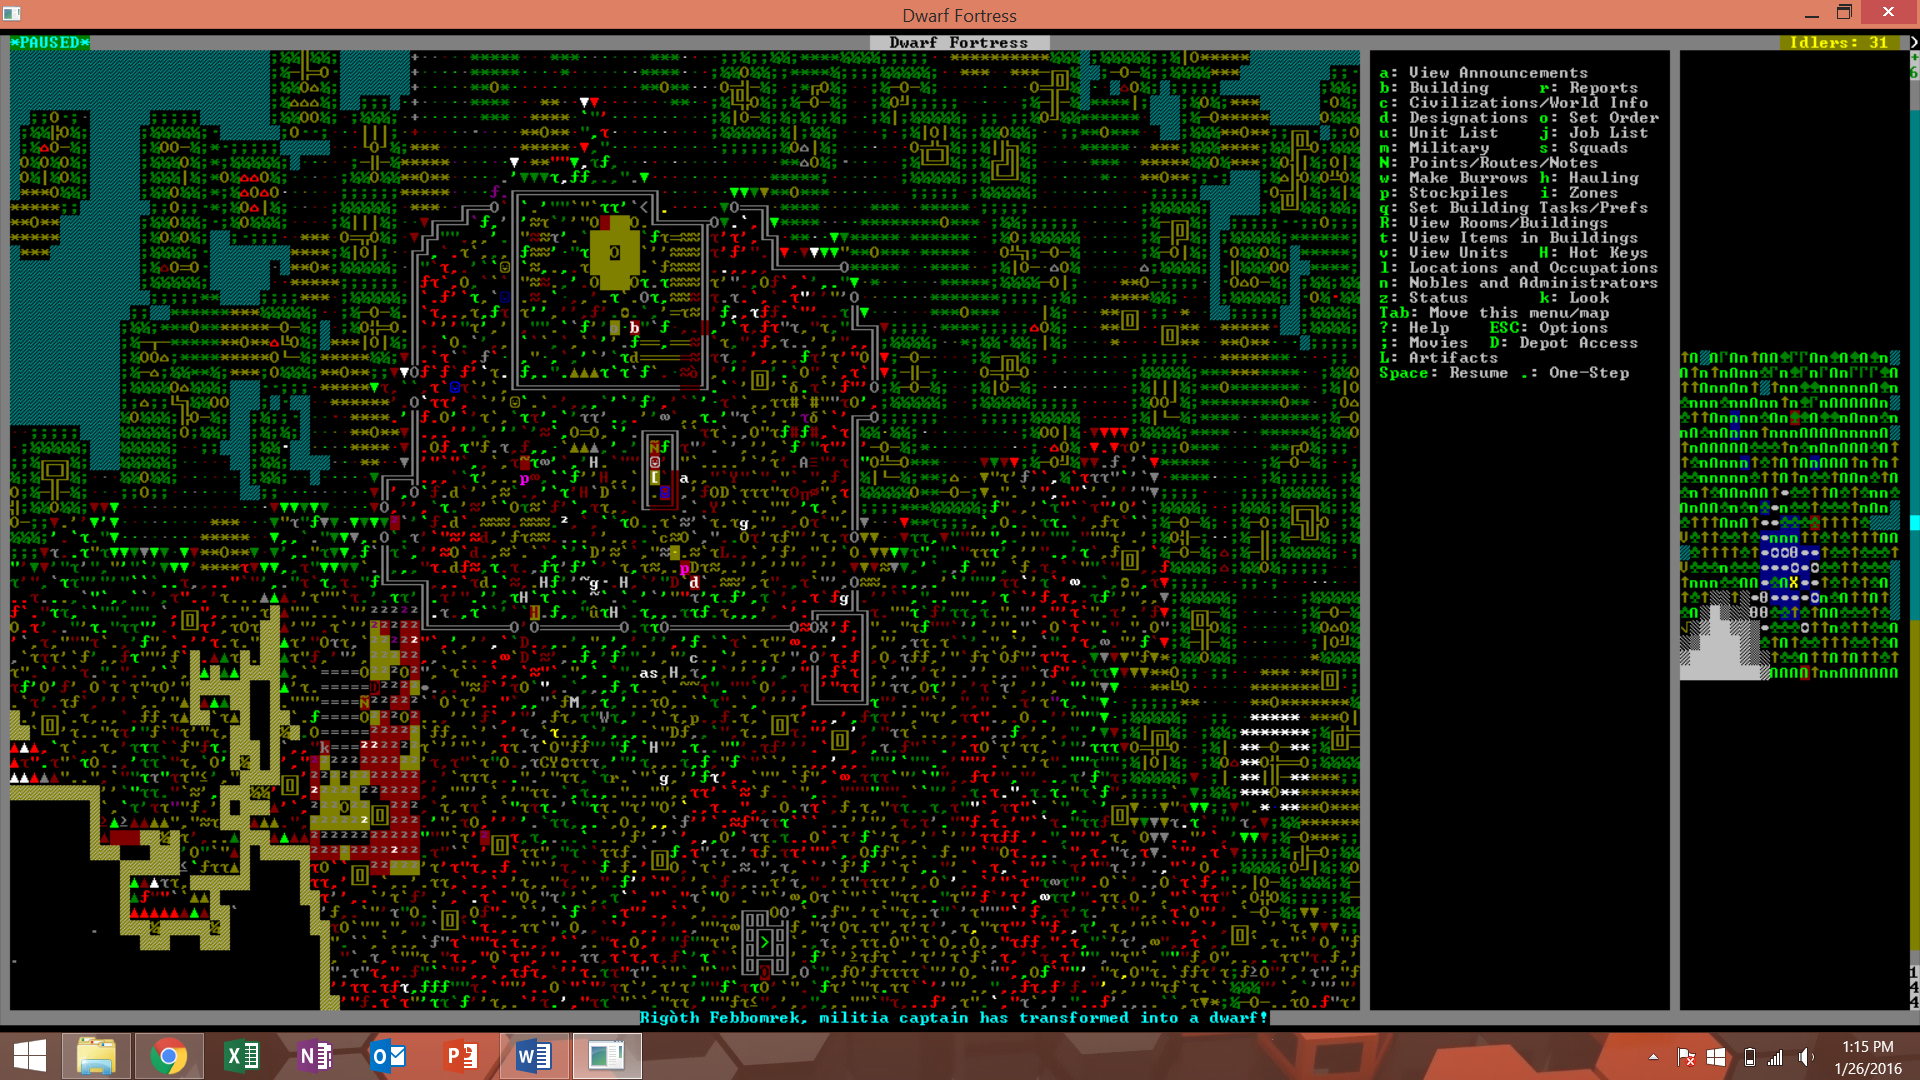 Dwarf Fortress
*PAUSED*
Dwarf Fortress
Idlers: 31
a: View Announcements
b: Building r: Reports
c: Civilizations/World Info
d: Designations o: Set Order
u: Unit List j: Job List
m: Military s: Squads
N: Points/Routes/Notes
w: Make Burrows h: Hauling
p: Stockpiles i: Zones
q: Set Building Tasks/Prefs
R: View Rooms/Buildings
t: View Items in Buildings
v: View Units H: Hot Keys
l: Locations and Occupations
n: Nobles and Administrators
z: Status k: Look
Tab: Move this menu/map
?: Help ESC: Options
;: Movies D: Depot Access
L: Artifacts
Space: Resume .: One-Step
Rigòth Febbomrek, militia captain has transformed into a dwarf!
1:15 PM
1/26/2016